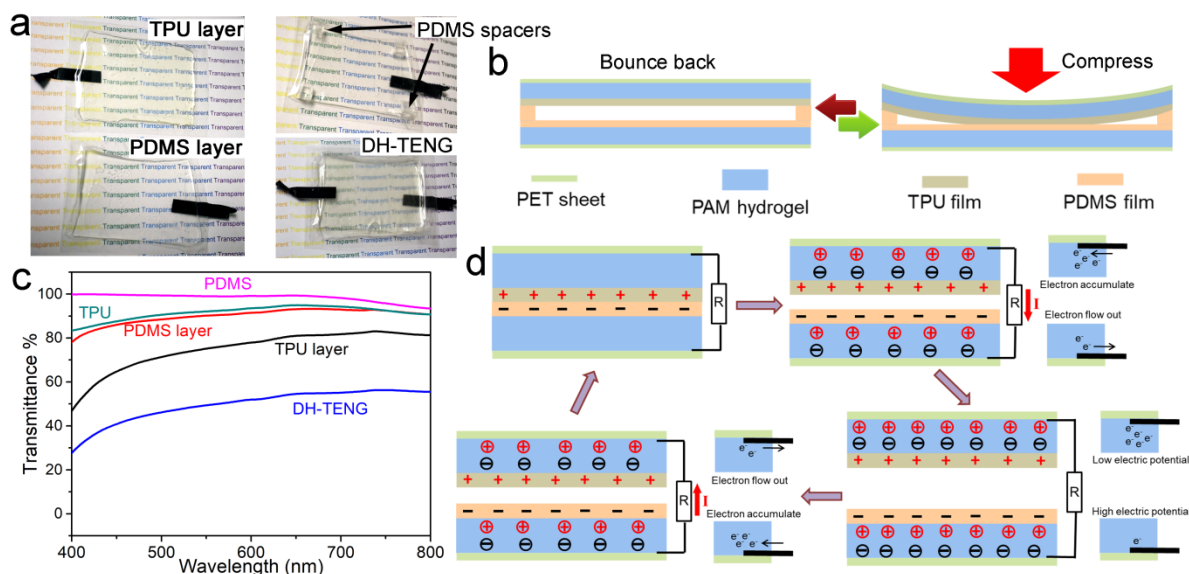 a
TPU layer
PDMS spacers
PDMS layer
DH-TENG
Transparent Transparent Transparent
b
Bounce back
Compress
PET sheet
PAM hydrogel
TPU film
PDMS film
c
Transmittance %
100
80
60
40
20
0
400
500
600
700
800
Wavelength (nm)
PDMS
TPU
PDMS layer
TPU layer
DH-TENG
d
+ + + + + + +
- - - - - - -
R
+ + + + +
- - - - -
+ + + + + + +
- - - - - - -
+ + + + +
- - - - -
R
I
e⁻ e⁻
e⁻ e⁻ e⁻
Electron accumulate
Electron flow out
e⁻
e⁻
+ + + + + + +
- - - - - - -
+ + + + + + +
- - - - - - -
+ + + + + + +
- - - - - - -
R
e⁻ e⁻
e⁻ e⁻
e⁻ e⁻
Low electric potential
High electric potentia
e⁻
+ + + + +
- - - - -
+ + + + + + +
- - - - - - -
+ + + + +
- - - - -
R
I
e⁻
e⁻
Electron flow out
Electron accumulate
e⁻ e⁻
e⁻ e⁻ e⁻